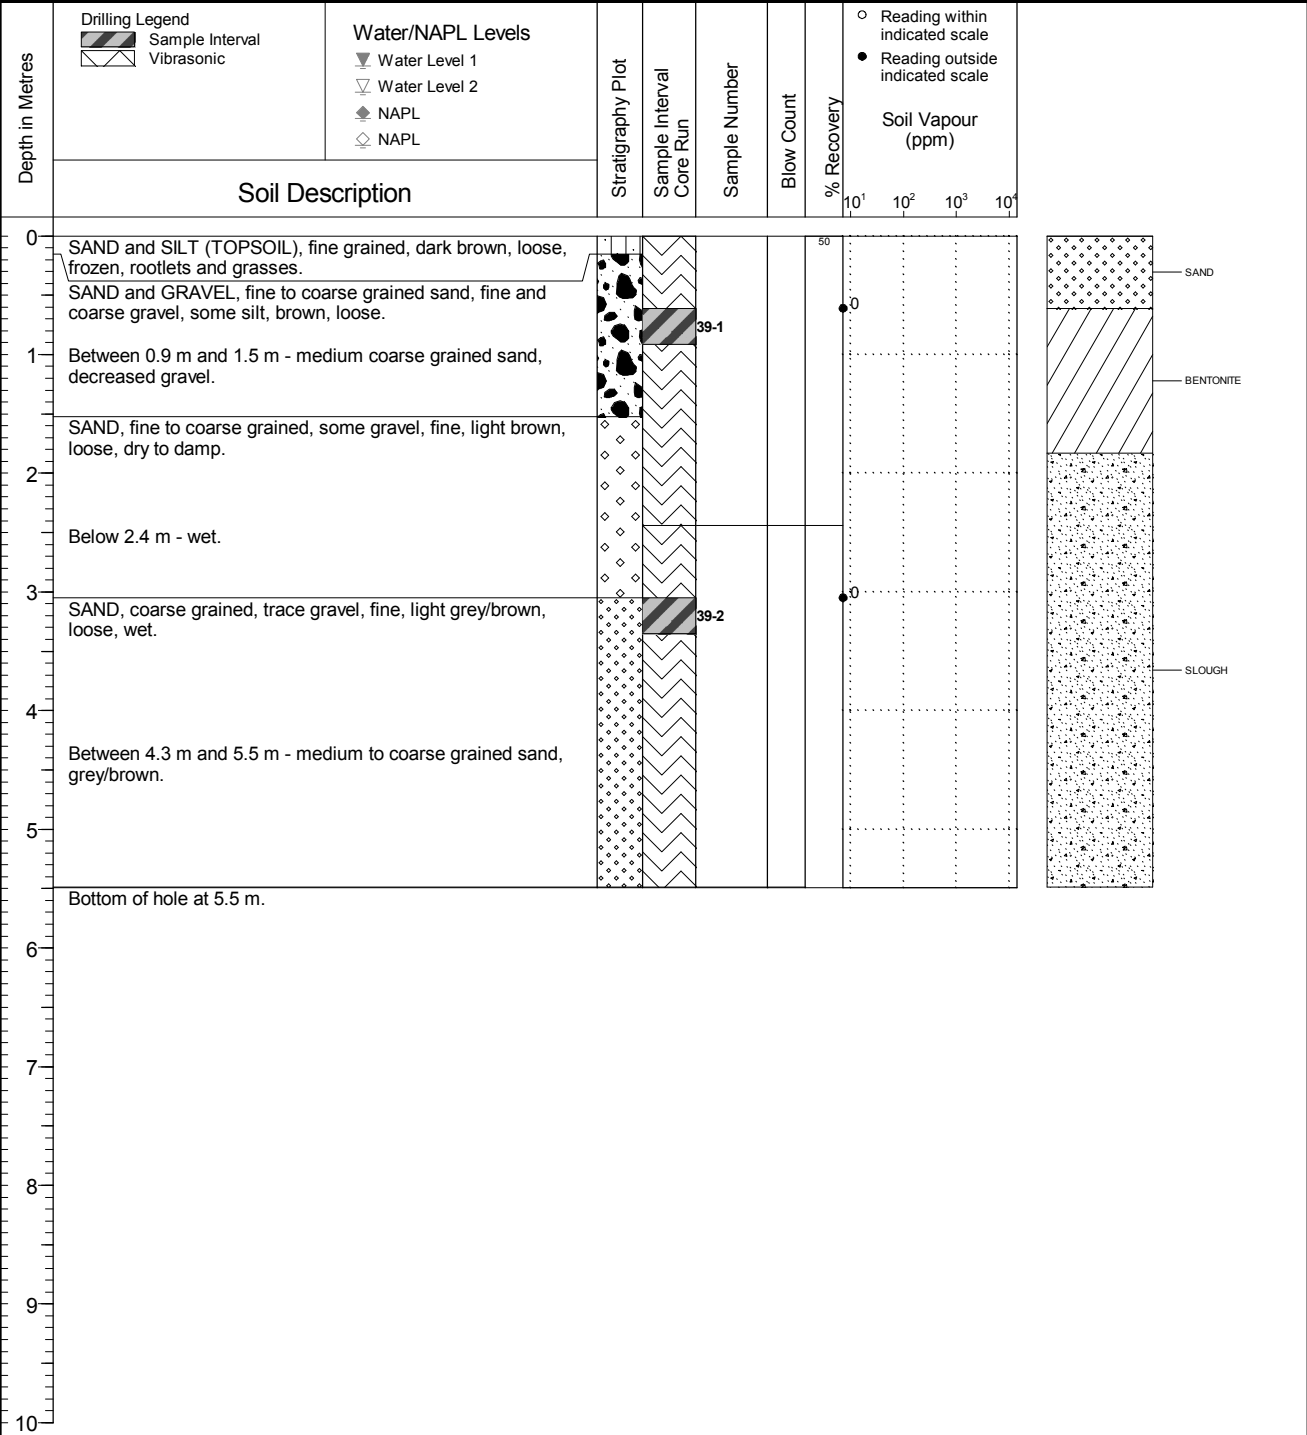 Depth in Metres
Drilling Legend
Sample Interval
Vibrasonic
Water/NAPL Levels
Water Level 1
Water Level 2
NAPL
NAPL
Soil Description
Stratigraphy Plot
Sample Interval
Core Run
Sample Number
Blow Count
% Recovery
Reading within
indicated scale
Reading outside
indicated scale
Soil Vapour
(ppm)
10¹ 10² 10³ 10⁴
0
SAND and SILT (TOPSOIL), fine grained, dark brown, loose,
frozen, rootlets and grasses.
50
SAND
SAND and GRAVEL, fine to coarse grained sand, fine and
coarse gravel, some silt, brown, loose.
0
39-1
1
Between 0.9 m and 1.5 m - medium coarse grained sand,
decreased gravel.
BENTONITE
SAND, fine to coarse grained, some gravel, fine, light brown,
loose, dry to damp.
2
Below 2.4 m - wet.
3
0
SAND, coarse grained, trace gravel, fine, light grey/brown,
loose, wet.
39-2
SLOUGH
4
Between 4.3 m and 5.5 m - medium to coarse grained sand,
grey/brown.
5
Bottom of hole at 5.5 m.
6
7
8
9
10